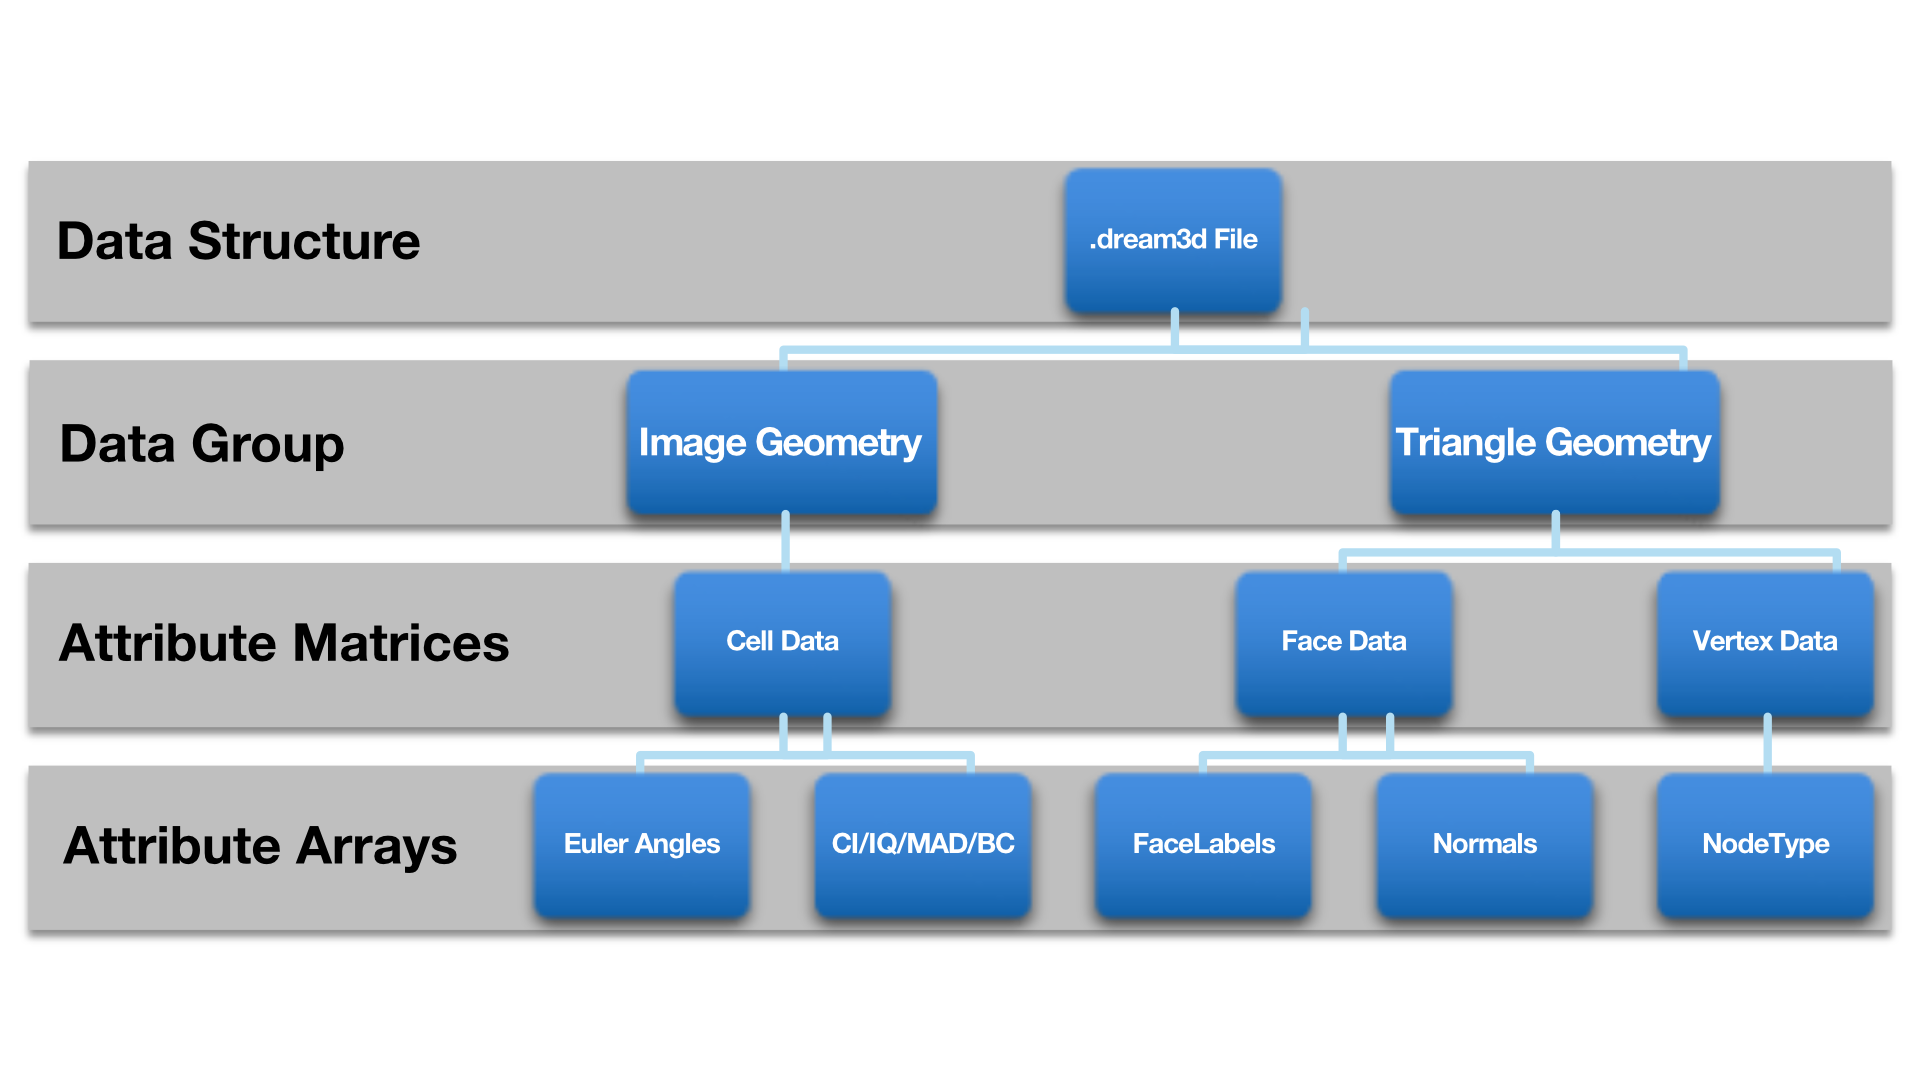 Data Structure
.dream3d File
Data Group
Image Geometry
Triangle Geometry
Attribute Matrices
Cell Data
Face Data
Vertex Data
Attribute Arrays
Euler Angles
CI/IQ/MAD/BC
FaceLabels
Normals
NodeType